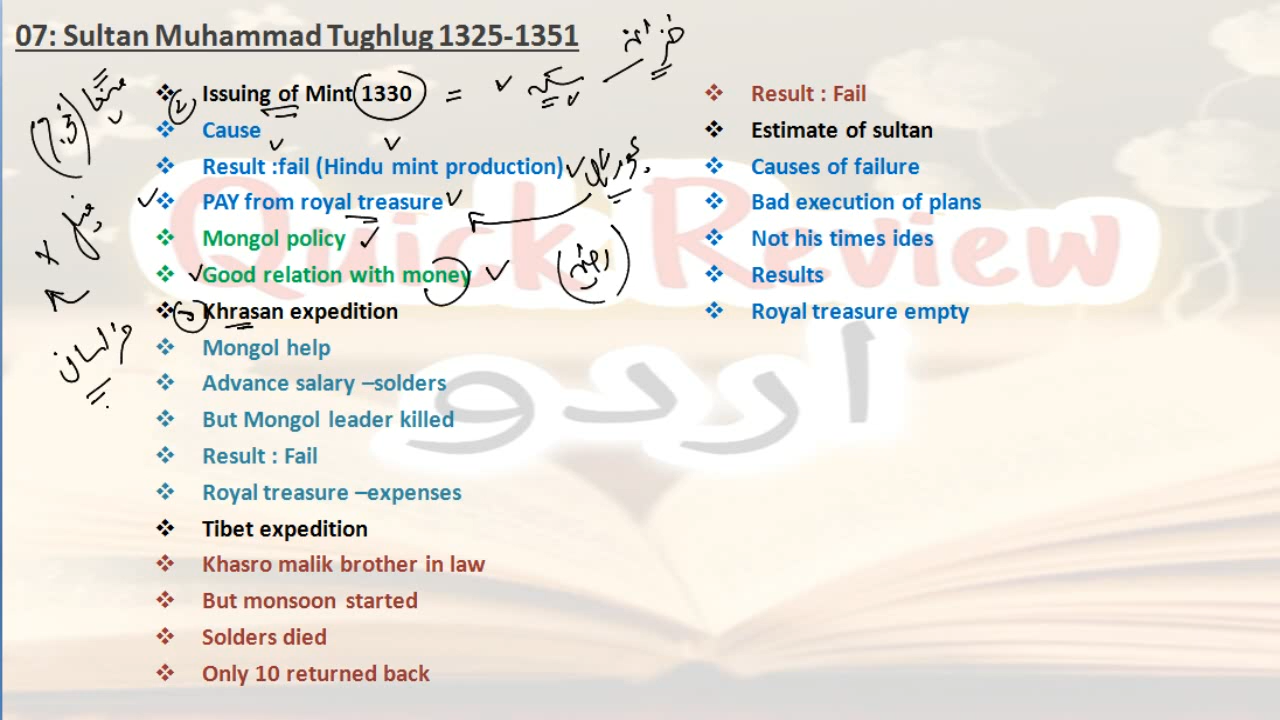 07: Sultan Muhammad Tughlug 1325-1351
Issuing of Mint 1330 =
Cause
Result :fail (Hindu mint production)
PAY from royal treasure
Mongol policy
Good relation with money
Khrasan expedition
Mongol help
Advance salary –solders
But Mongol leader killed
Result : Fail
Royal treasure –expenses
Tibet expedition
Khasro malik brother in law
But monsoon started
Solders died
Only 10 returned back
Result : Fail
Estimate of sultan
Causes of failure
Bad execution of plans
Not his times ides
Results
Royal treasure empty
خزانہ
سکہ
خراسان
Quick Review
اردو